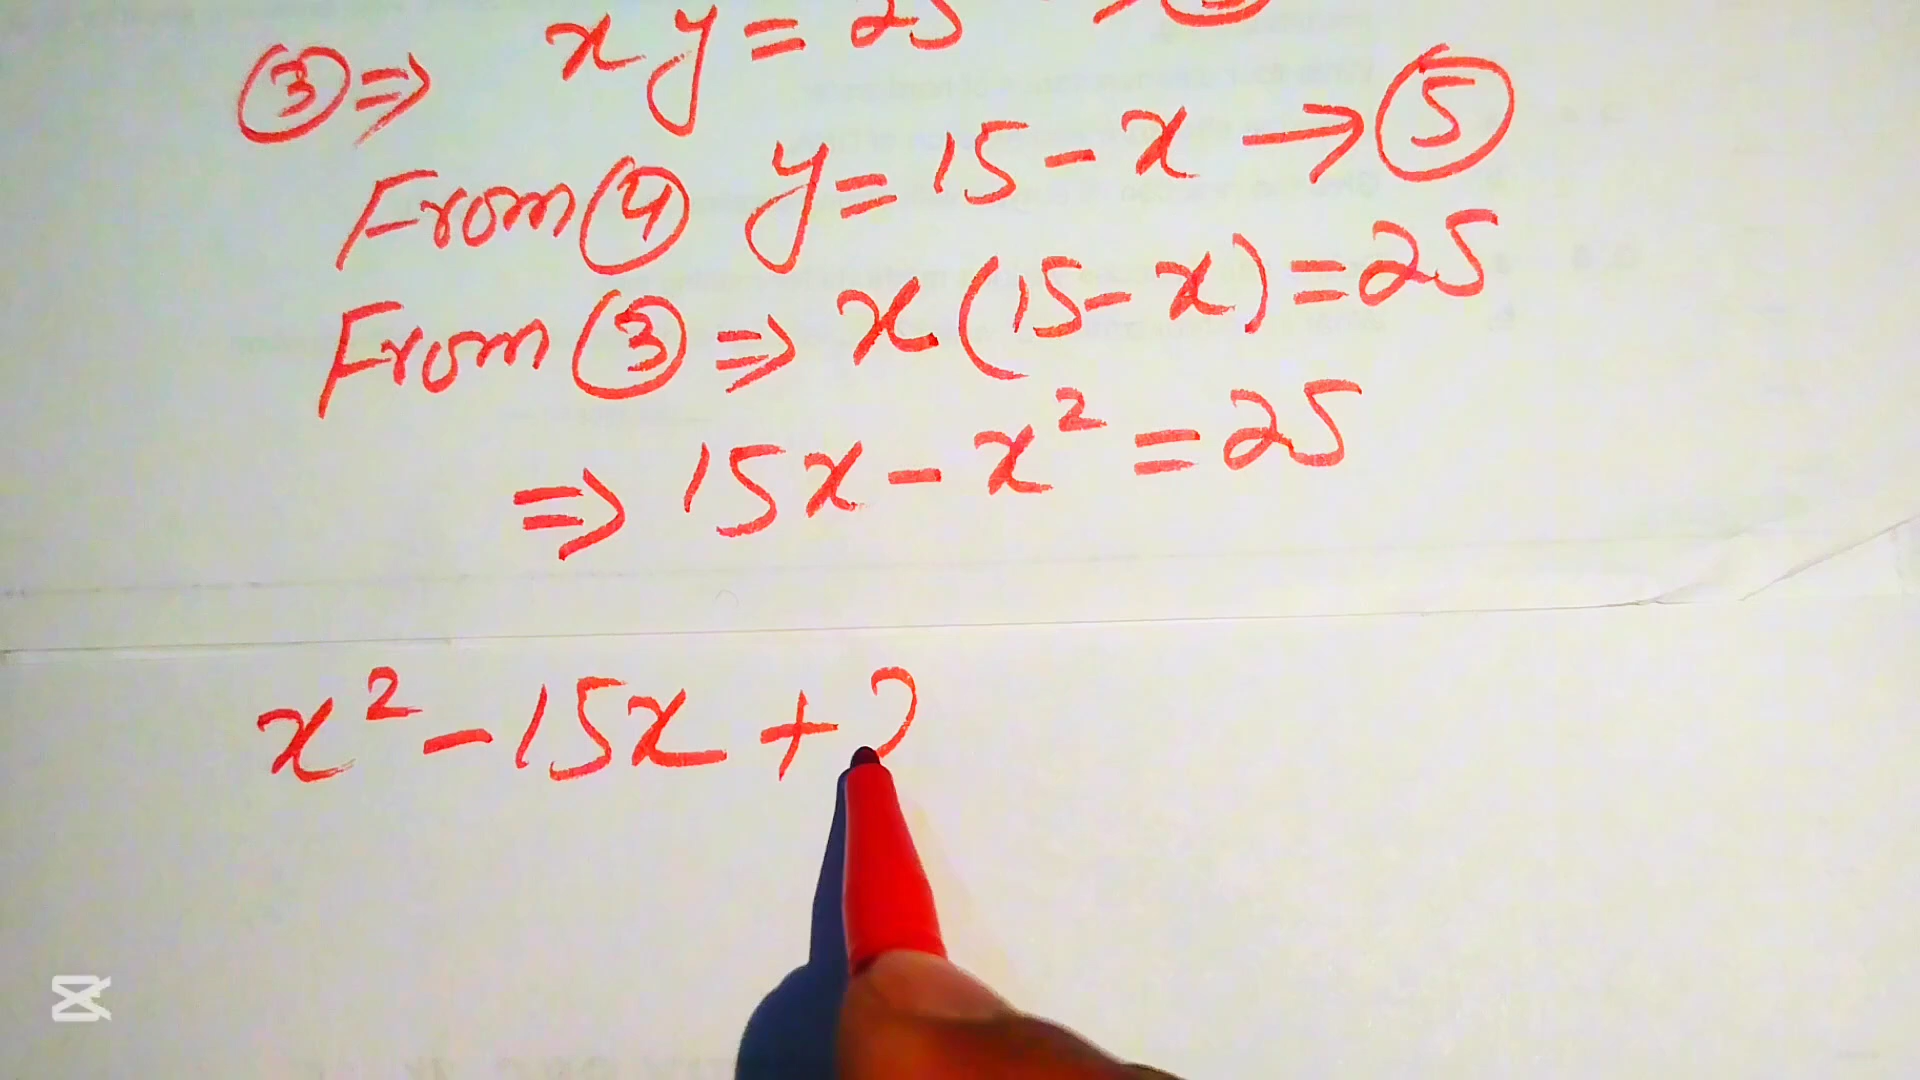 ③⇒ xy = 25 →
From ④ y = 15 - x → ⑤
From ③ ⇒ x(15 - x) = 25
⇒ 15x - x² = 25
x² - 15x + 2